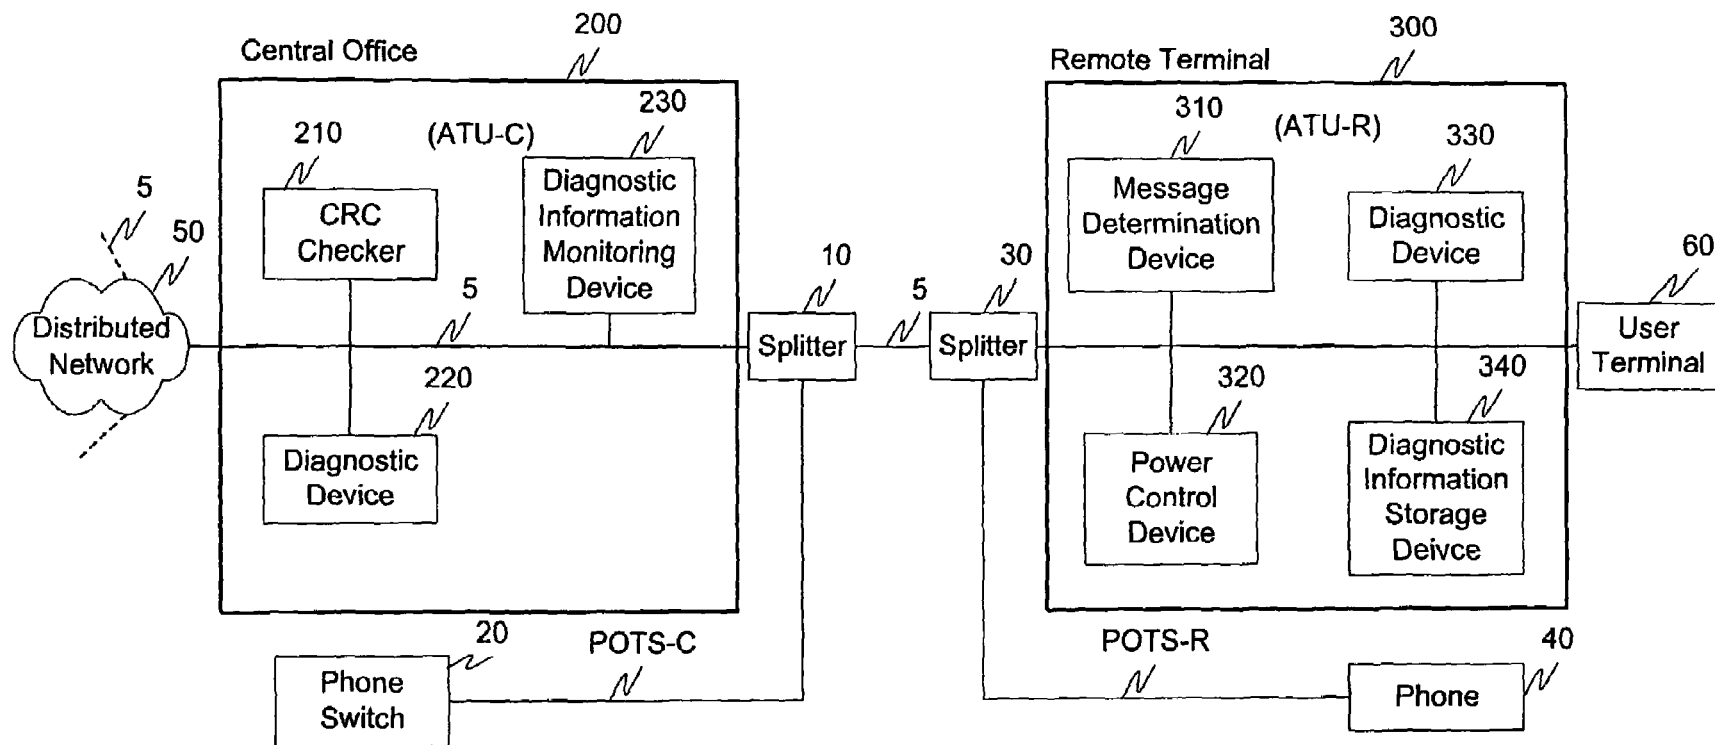 200
Central Office
300
Remote Terminal
230
310
210
(ATU-C)
(ATU-R)
330
5
50
CRC
Checker
Diagnostic
Information
Monitoring
Device
Message
Determination
Device
Diagnostic
Device
10
30
60
5
5
Distributed
Network
Splitter
Splitter
User
Terminal
220
320
340
Diagnostic
Device
Power
Control
Device
Diagnostic
Information
Storage
Deivce
20
POTS-C
POTS-R
40
Phone
Switch
Phone